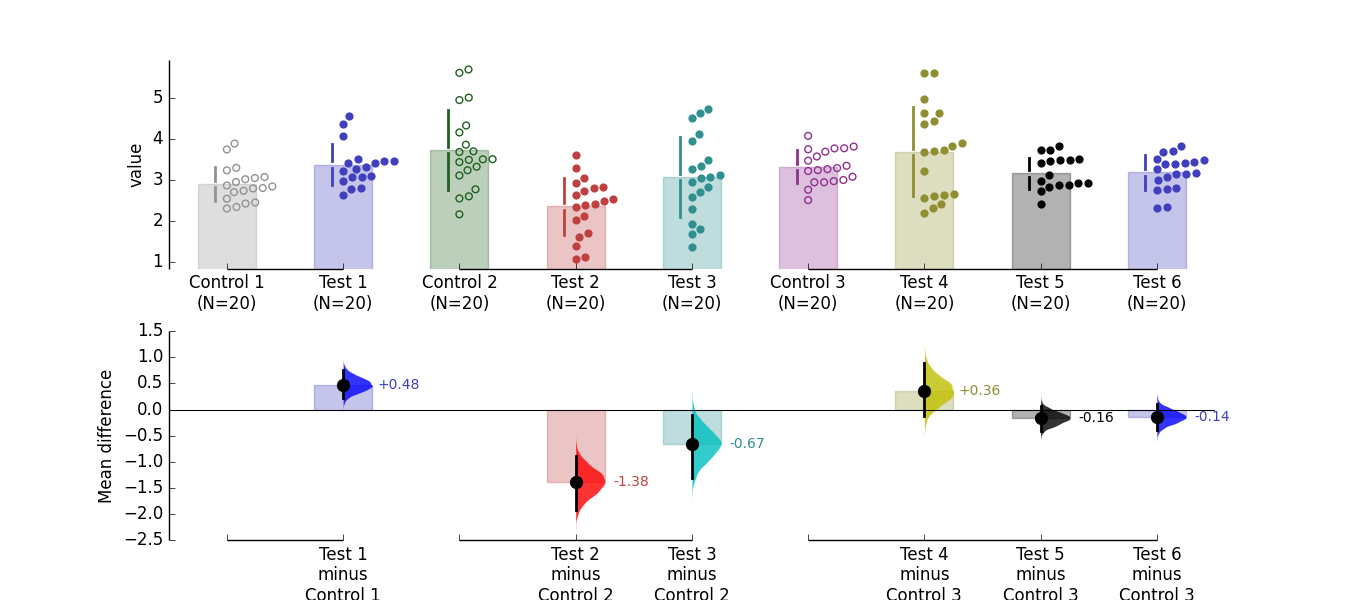 value
5
4
3
2
1
Control 1 Test 1 Control 2 Test 2 Test 3 Control 3 Test 4 Test 5 Test 6
(N=20) (N=20) (N=20) (N=20) (N=20) (N=20) (N=20) (N=20) (N=20)
Mean difference
1.5
1.0
0.5
0.0
−0.5
−1.0
−1.5
−2.0
−2.5
+0.48
-1.38
-0.67
+0.36
-0.16
-0.14
Test 1 Test 2 Test 3 Test 4 Test 5 Test 6
minus minus minus minus minus minus
Control 1 Control 2 Control 2 Control 3 Control 3 Control 3